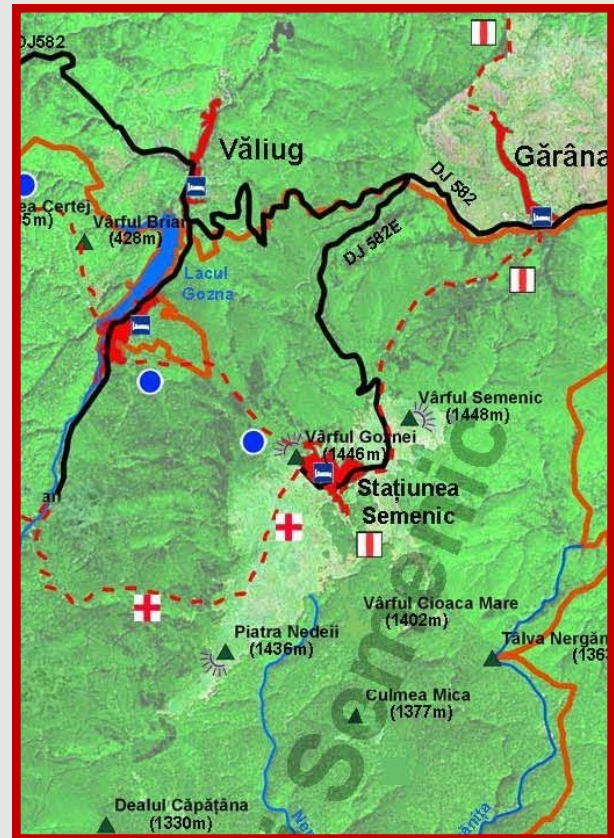 DJ582
Văliug
Gărâna
DJ 582
Vârful
(428m)
DJ 582E
Lacul
Gozna
Vârful Semenic
(1448m)
Vârful Goznei
(1446m)
Stațiunea
Semenic
Vârful Cioaca Mare
(1402m)
Piatra Nedeii
(1436m)
Culmea Mica
(1377m)
Dealul Căpățâna
(1330m)
Semenic